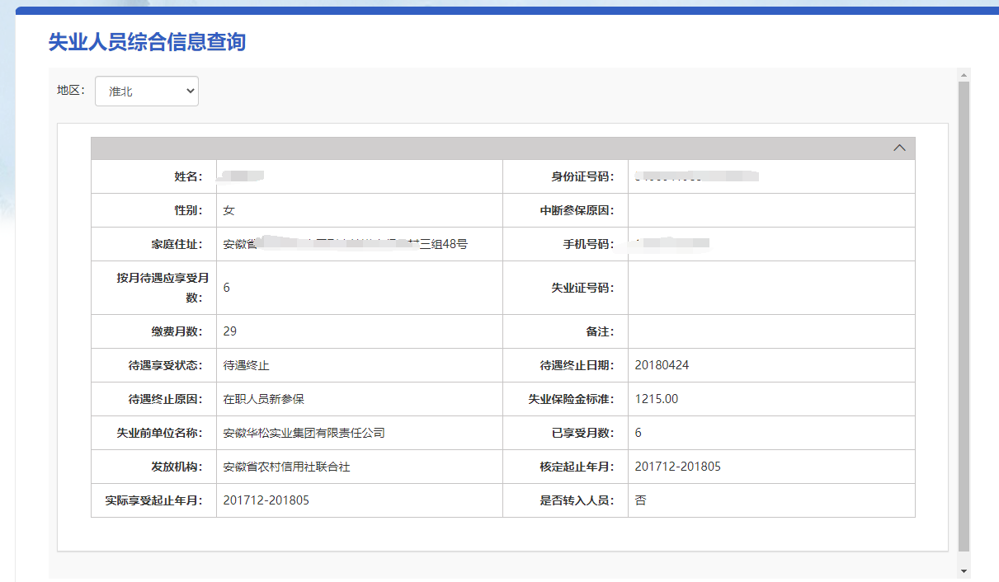 失业人员综合信息查询
地区：
淮北
姓名：
身份证号码：
性别： 女 中断参保原因：
家庭住址： 安徽省 三组48号 手机号码：
按月待遇应享受月
数： 6 失业证号码：
缴费月数： 29 备注：
待遇享受状态： 待遇终止 待遇终止日期： 20180424
待遇终止原因： 在职人员新参保 失业保险金标准： 1215.00
失业前单位名称： 安徽华松实业集团有限责任公司 已享受月数： 6
发放机构： 安徽省农村信用社联合社 核定起止年月： 201712-201805
实际享受起止年月： 201712-201805 是否转入人员： 否